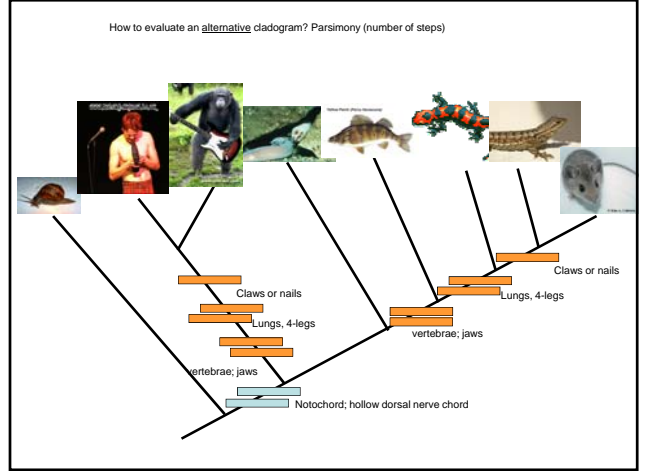 How to evaluate an alternative cladogram? Parsimony (number of steps)
Claws or nails
Claws or nails
Lungs, 4-legs
Lungs, 4-legs
vertebrae; jaws
vertebrae; jaws
Notochord; hollow dorsal nerve chord